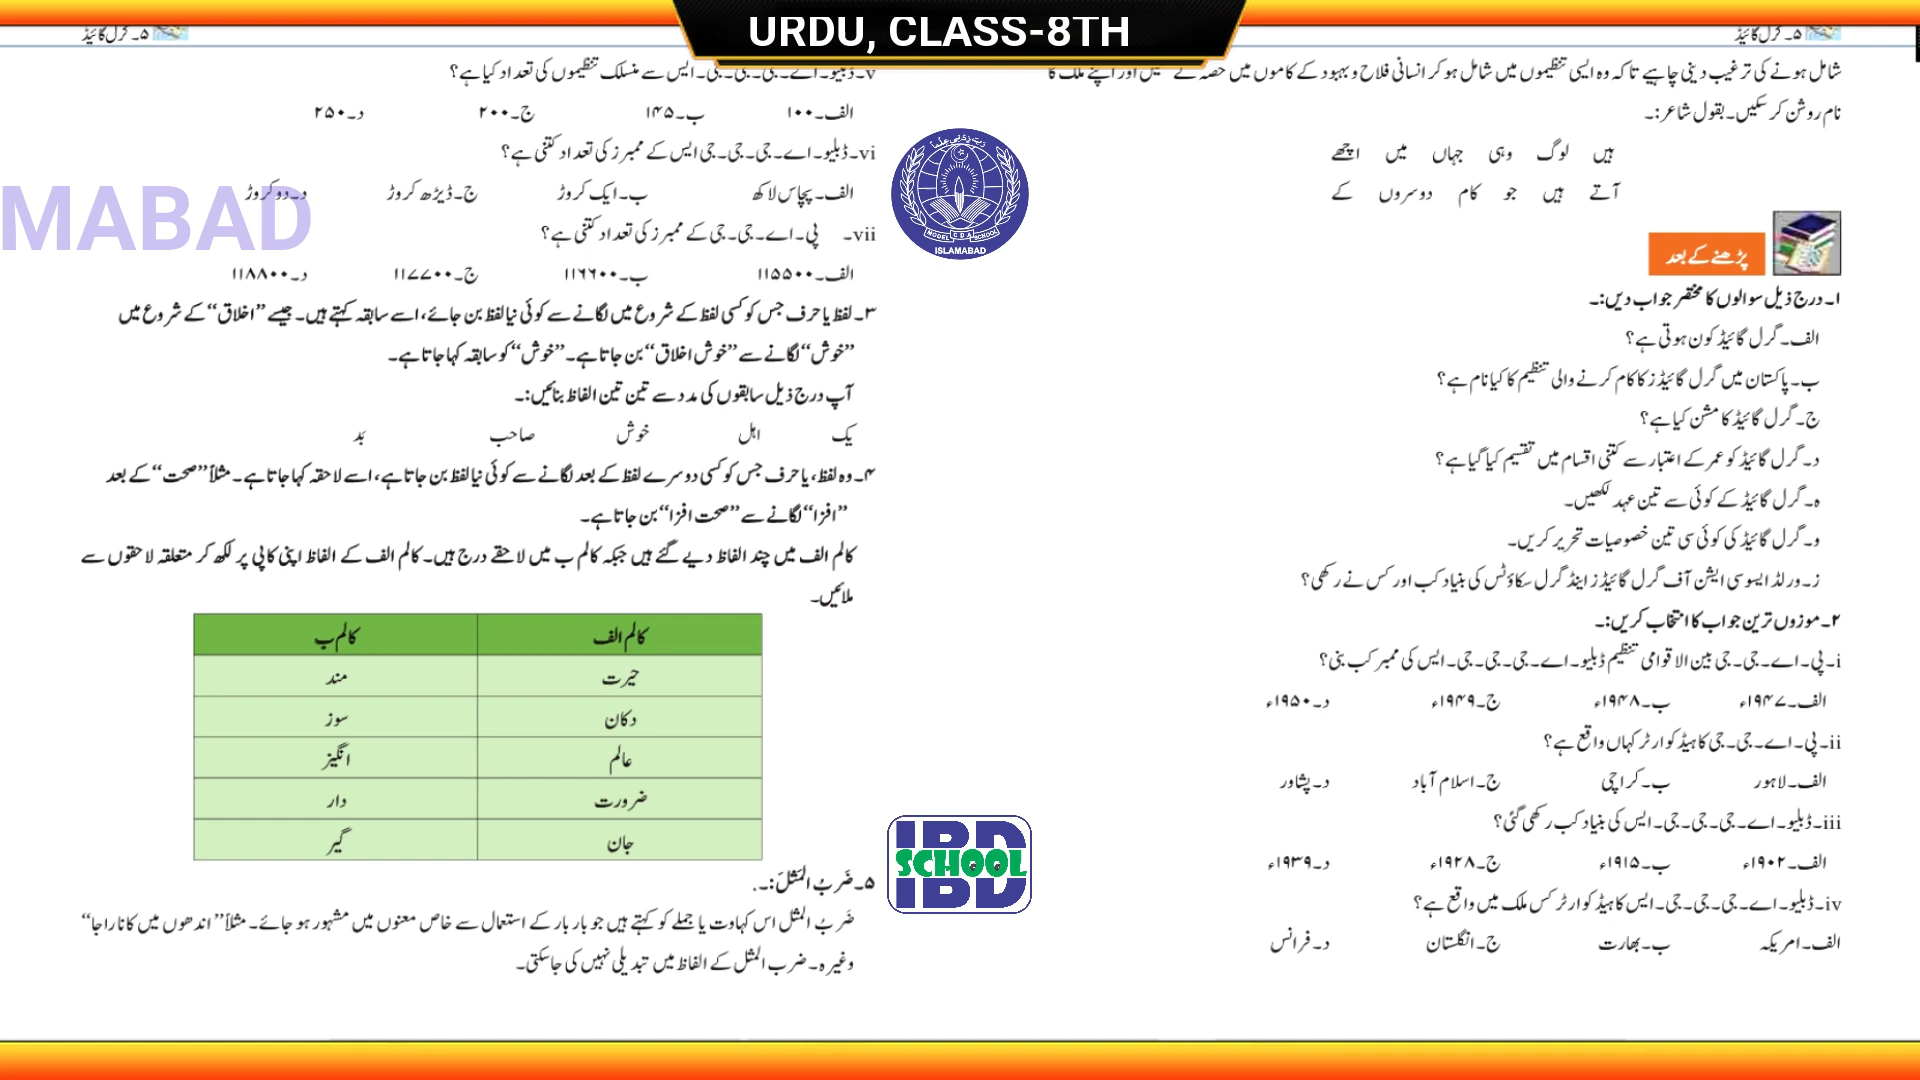 URDU, CLASS-8TH
۵۔ گرل گائیڈ
شامل ہونے کی ترغیب دینی چاہیے تاکہ وہ ایسی تنظیموں میں شامل ہو کر انسانی فلاح و بہبود کے کاموں میں حصہ لے سکیں اور اپنے ملک کا
نام روشن کر سکیں۔ بقول شاعر:۔
ہیں لوگ وہی جہاں میں اچھے
آتے ہیں جو کام دوسروں کے
پڑھنے کے بعد
۱۔ درج ذیل سوالوں کا مختصر جواب دیں:۔
الف۔ گرل گائیڈ کون ہوتی ہے؟
ب۔ پاکستان میں گرل گائیڈز کا کام کرنے والی تنظیم کا کیا نام ہے؟
ج۔ گرل گائیڈ کا مشن کیا ہے؟
د۔ گرل گائیڈ کو عمر کے اعتبار سے کتنی اقسام میں تقسیم کیا گیا ہے؟
ہ۔ گرل گائیڈ کے کوئی سے تین عہد لکھیں۔
و۔ گرل گائیڈ کی کوئی سی تین خصوصیات تحریر کریں۔
ز۔ ورلڈ ایسوسی ایشن آف گرل گائیڈز اینڈ گرل سکاؤٹس کی بنیاد کب اور کس نے رکھی؟
۲۔ موزوں ترین جواب کا انتخاب کریں:۔
i۔ پی۔اے۔جی۔جی بین الاقوامی تنظیم ڈبلیو۔اے۔جی۔جی۔جی۔ایس کی ممبر کب بنی؟
الف۔ ۱۹۴۷ء ب۔ ۱۹۴۸ء ج۔ ۱۹۴۹ء د۔ ۱۹۵۰ء
ii۔ پی۔اے۔جی۔جی کا ہیڈ کوارٹر کہاں واقع ہے؟
الف۔ لاہور ب۔ کراچی ج۔ اسلام آباد د۔ پشاور
iii۔ ڈبلیو۔اے۔جی۔جی۔جی۔ایس کی بنیاد کب رکھی گئی؟
الف۔ ۱۹۰۲ء ب۔ ۱۹۱۵ء ج۔ ۱۹۲۸ء د۔ ۱۹۳۹ء
iv۔ ڈبلیو۔اے۔جی۔جی۔جی۔ایس کا ہیڈ کوارٹر کس ملک میں واقع ہے؟
الف۔ امریکہ ب۔ بھارت ج۔ انگلستان د۔ فرانس
۵۔ گرل گائیڈ
v۔ ڈبلیو۔اے۔جی۔جی۔جی۔ایس سے منسلک تنظیموں کی تعداد کیا ہے؟
الف۔ ۱۰۰ ب۔ ۱۴۵ ج۔ ۲۰۰ د۔ ۲۵۰
vi۔ ڈبلیو۔اے۔جی۔جی۔جی ایس کے ممبرز کی تعداد کتنی ہے؟
الف۔ پچاس لاکھ ب۔ ایک کروڑ ج۔ ڈیڑھ کروڑ د۔ دو کروڑ
vii۔ پی۔اے۔جی۔جی کے ممبرز کی تعداد کتنی ہے؟
الف۔ ۱۱۵۵۰۰ ب۔ ۱۱۶۶۰۰ ج۔ ۱۱۷۷۰۰ د۔ ۱۱۸۸۰۰
۳۔ لفظ یا حرف جس کو کسی لفظ کے شروع میں لگانے سے کوئی نیا لفظ بن جائے، اسے سابقہ کہتے ہیں۔ جیسے ”اخلاق“ کے شروع میں
”خوش“ لگانے سے ”خوش اخلاق“ بن جاتا ہے۔ ”خوش“ کو سابقہ کہا جاتا ہے۔
آپ درج ذیل سابقوں کی مدد سے تین تین الفاظ بنائیں:۔
یک اہل خوش صاحب بَد
۴۔ وہ لفظ، یا حرف جس کو کسی دوسرے لفظ کے بعد لگانے سے کوئی نیا لفظ بن جاتا ہے، اسے لاحقہ کہا جاتا ہے۔ مثلاً ”صحت“ کے بعد
”افزا“ لگانے سے ”صحت افزا“ بن جاتا ہے۔
کالم الف میں چند الفاظ دیے گئے ہیں جبکہ کالم ب میں لاحقے درج ہیں۔ کالم الف کے الفاظ اپنی کاپی پر لکھ کر متعلقہ لاحقوں سے
ملائیں۔
کالم الف کالم ب
حیرت مند
دکان سوز
عالم انگیز
ضرورت دار
جان گیر
۵۔ ضَربُ المَثل:۔
ضَربُ المثل اس کہاوت یا جملے کو کہتے ہیں جو بار بار کے استعمال سے خاص معنوں میں مشہور ہو جائے۔ مثلاً ”اندھوں میں کانا راجا“
وغیرہ۔ ضرب المثل کے الفاظ میں تبدیلی نہیں کی جا سکتی۔
MABAD
MODEL CDA SCHOOL
ISLAMABAD
IBD
SCHOOL
IBD